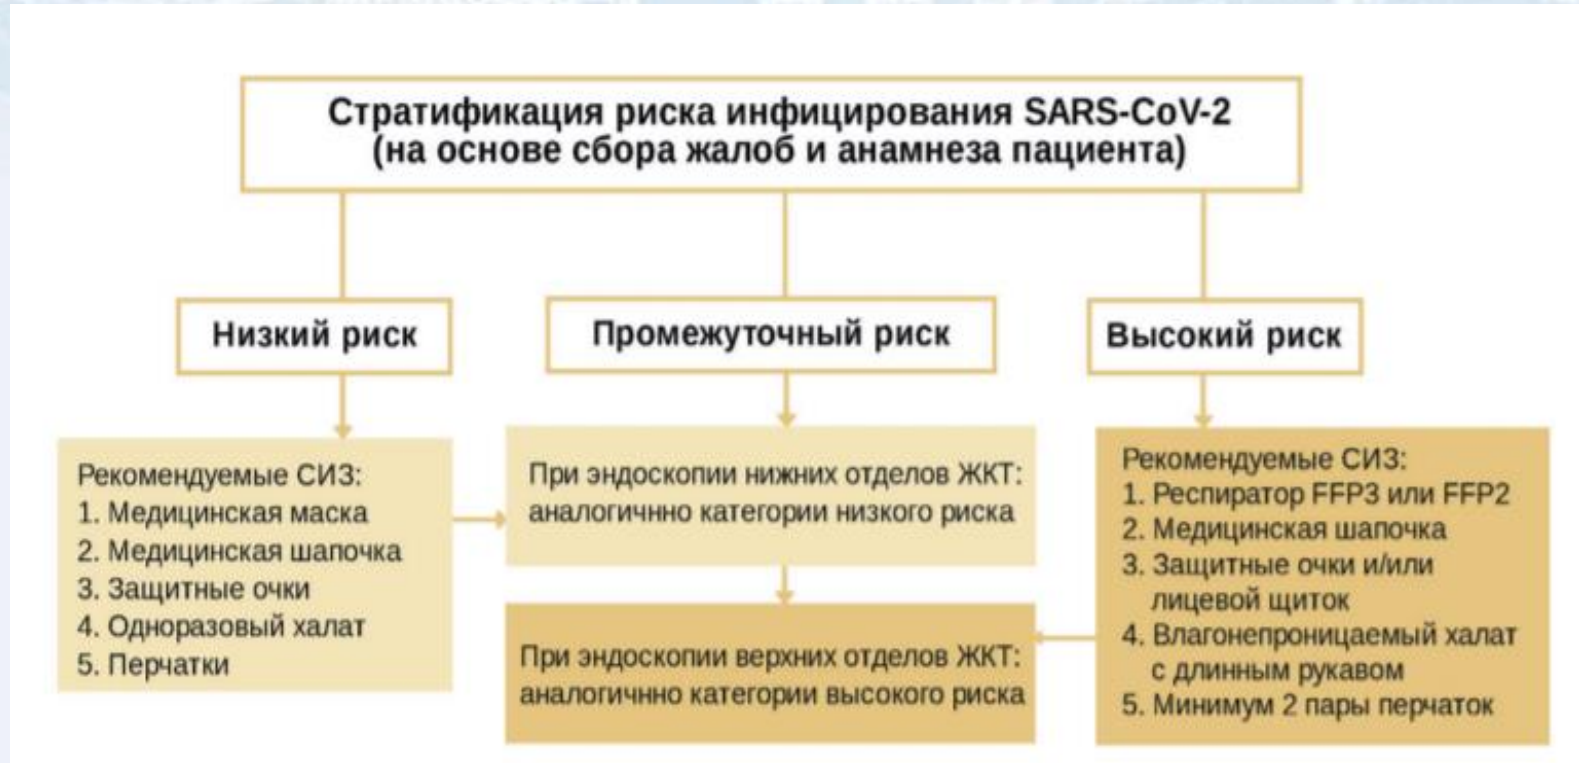 Стратификация риска инфицирования SARS-CoV-2
(на основе сбора жалоб и анамнеза пациента)
Низкий риск
Промежуточный риск
Высокий риск
Рекомендуемые СИЗ:
1. Медицинская маска
2. Медицинская шапочка
3. Защитные очки
4. Одноразовый халат
5. Перчатки
При эндоскопии нижних отделов ЖКТ:
аналогичнно категории низкого риска
При эндоскопии верхних отделов ЖКТ:
аналогичнно категории высокого риска
Рекомендуемые СИЗ:
1. Респиратор FFP3 или FFP2
2. Медицинская шапочка
3. Защитные очки и/или
лицевой щиток
4. Влагонепроницаемый халат
с длинным рукавом
5. Минимум 2 пары перчаток